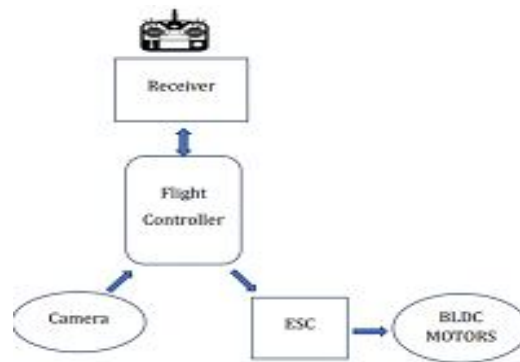 Receiver
Flight
Controller
Camera
ESC
BLDC
MOTORS